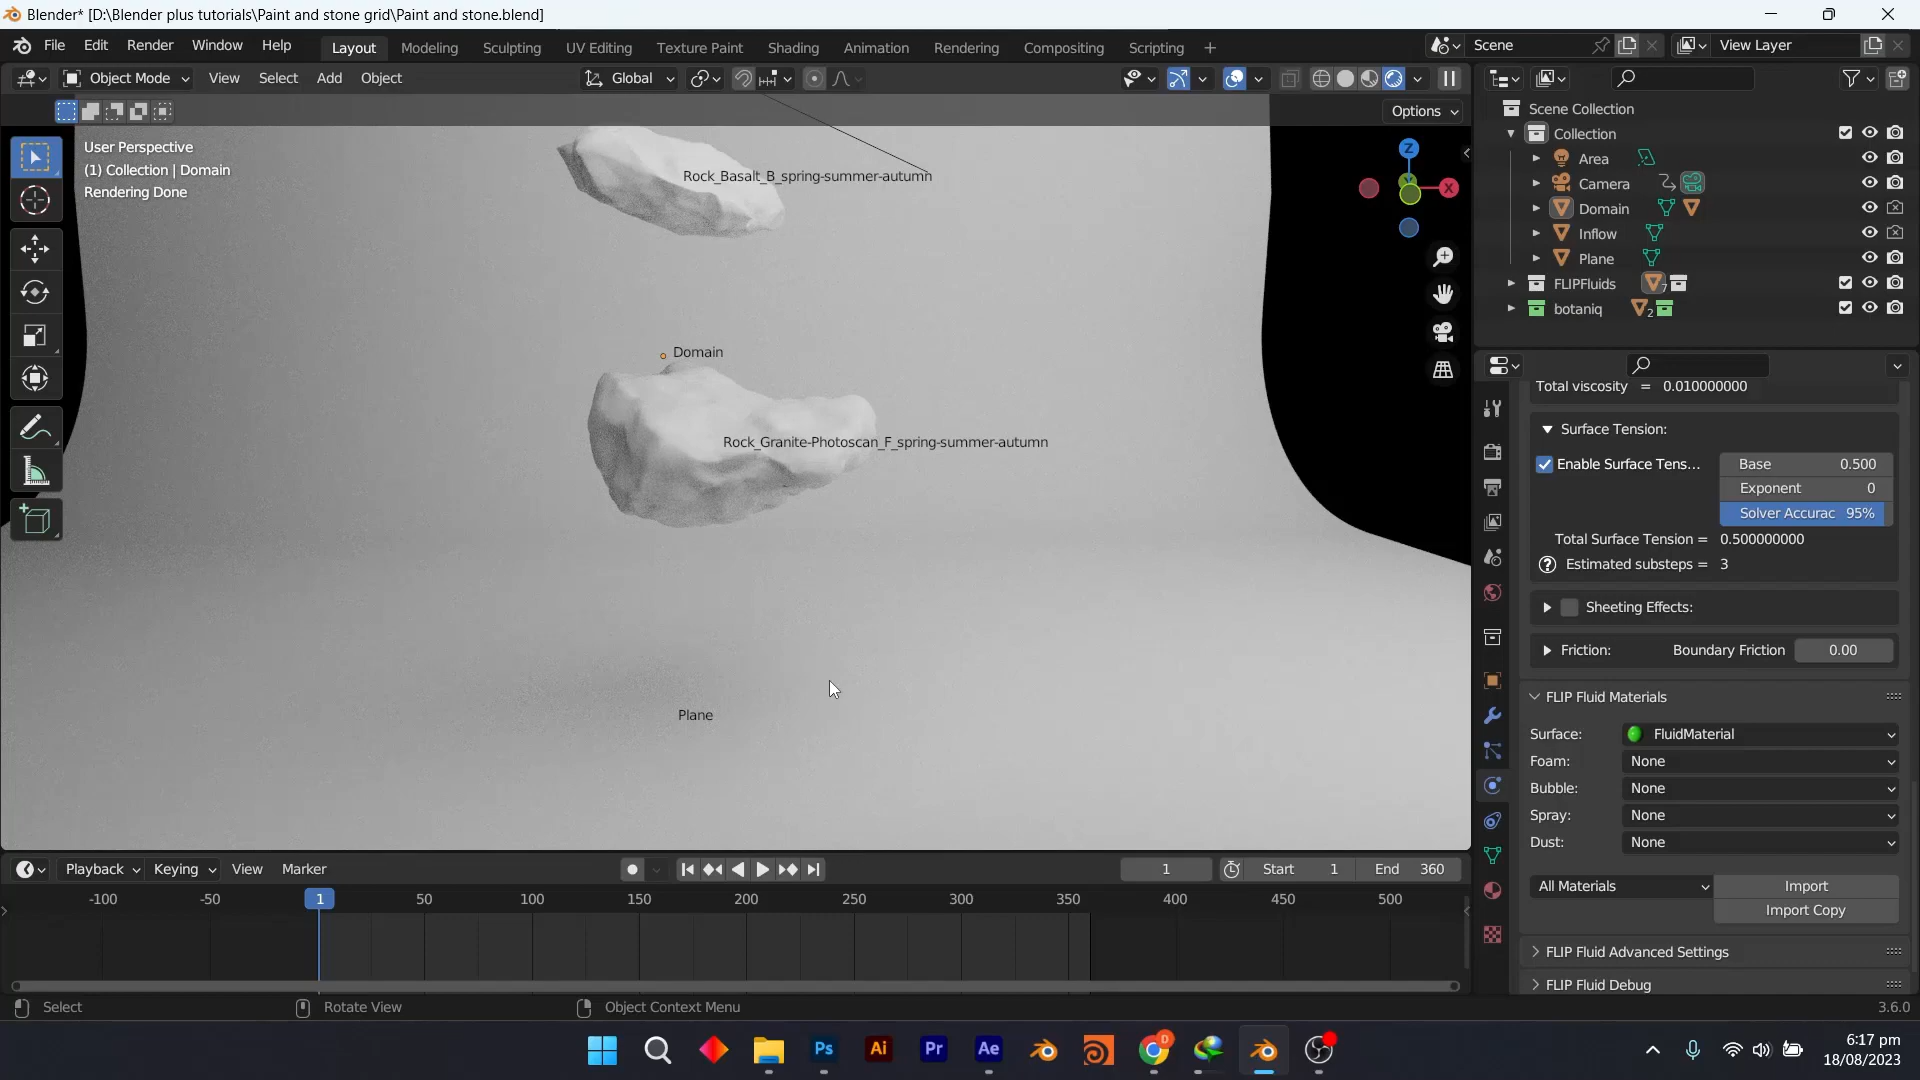 Blender* [D:\Blender plus tutorials\Paint and stone grid\Paint and stone.blend]
File Edit Render Window Help Layout Modeling Sculpting UV Editing Texture Paint Shading Animation Rendering Compositing Scripting + Scene View Layer
Object Mode View Select Add Object Global
Options
User Perspective
(1) Collection | Domain
Rendering Done
Rock_Basalt_B_spring-summer-autumn
Domain
Rock_Granite-Photoscan_F_spring-summer-autumn
Plane
Z
X
Scene Collection
Collection
Area
Camera
Domain
Inflow
Plane
FLIPFluids 7
botaniq 2
Total viscosity = 0.010000000
Surface Tension:
Enable Surface Tens... Base 0.500
Exponent 0
Solver Accurac 95%
Total Surface Tension = 0.500000000
Estimated substeps = 3
Sheeting Effects:
Friction: Boundary Friction 0.00
FLIP Fluid Materials
Surface: FluidMaterial
Foam: None
Bubble: None
Spray: None
Dust: None
All Materials Import
Import Copy
FLIP Fluid Advanced Settings
FLIP Fluid Debug
Playback Keying View Marker 1 Start 1 End 360
-100 -50 1 50 100 150 200 250 300 350 400 450 500
Select Rotate View Object Context Menu 3.6.0
Ps Ai Pr Ae D
6:17 pm
18/08/2023